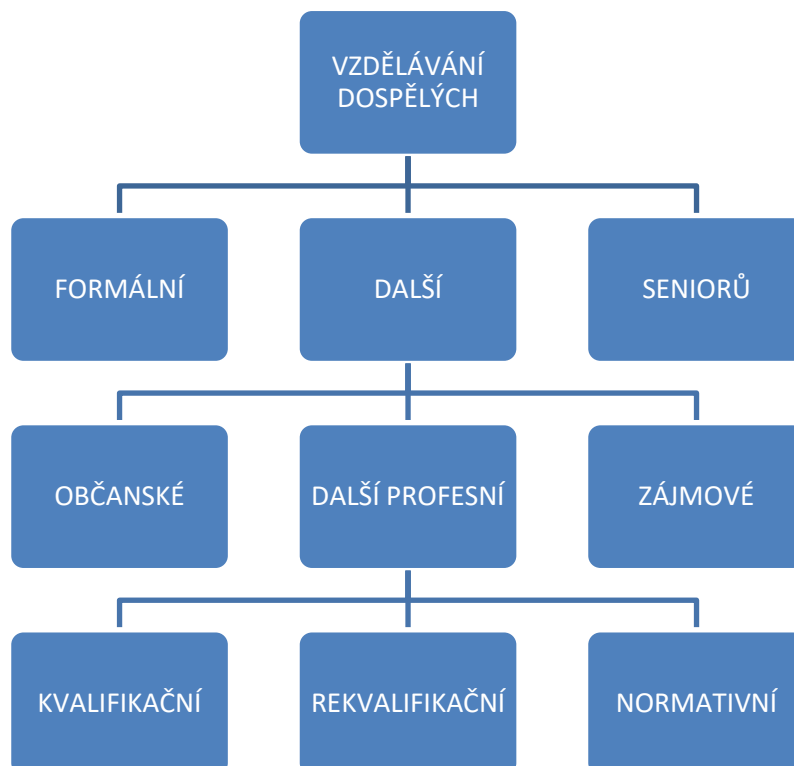 VZDĚLÁVÁNÍ
DOSPĚLÝCH
FORMÁLNÍ
DALŠÍ
SENIORŮ
OBČANSKÉ
DALŠÍ PROFESNÍ
ZÁJMOVÉ
KVALIFIKAČNÍ
REKVALIFIKAČNÍ
NORMATIVNÍ